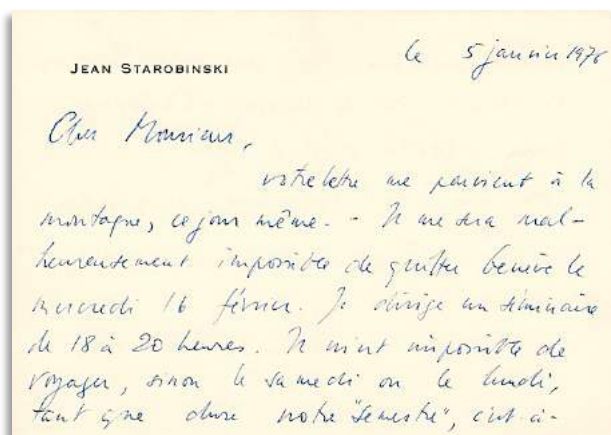 JEAN STAROBINSKI
le 5 janvier
Cher Monsieur,
votre lettre me parvient à la
montagne, ce jour même. - Il me sera mal-
heureusement impossible de quitter Genève le
mercredi 16 février. Je dirige un séminaire
de 18 à 20 heures. Il m'est impossible de
voyager, sinon le samedi ou le lundi,
tant que dure notre "semestre", c'est-à-